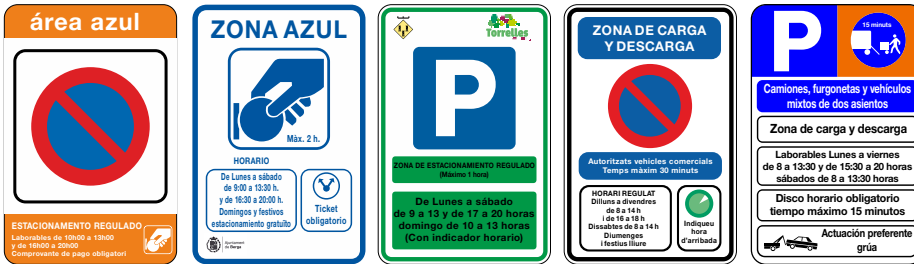 área azul
ESTACIONAMENTO REGULADO
Laborables de 10h00 a 13h00
y de 16h00 a 20h00
Comprovante de pago obligatori
ZONA AZUL
Màx. 2 h.
HORARIO
De Lunes a sábado
de 9:00 a 13:30 h.
y de 16:30 a 20:00 h.
Domingos y festivos
estacionamiento gratuito
Ticket
obligatorio
Ajuntament
de Berga
Torrelles
P
ZONA DE ESTACIONAMIENTO REGULADO
(Máximo 1 hora)
De Lunes a sábado
de 9 a 13 y de 17 a 20 horas
domingo de 10 a 13 horas
(Con indicador horario)
ZONA DE CARGA
Y DESCARGA
Autoritzats vehicles comercials
Temps màxim 30 minuts
HORARI REGULAT
Dilluns a divendres
de 8 a 14 h
i de 16 a 18 h
Dissabtes de 8 a 14 h
Diumenges
i festius lliure
Indiqueu
hora
d'arribada
P
15 minuts
Camiones, furgonetas y vehículos
mixtos de dos asientos
Zona de carga y descarga
Laborables Lunes a viernes
de 8 a 13:30 y de 15:30 a 20 horas
sábados de 8 a 13:30 horas
Disco horario obligatorio
tiempo máximo 15 minutos
Actuación preferente
grúa